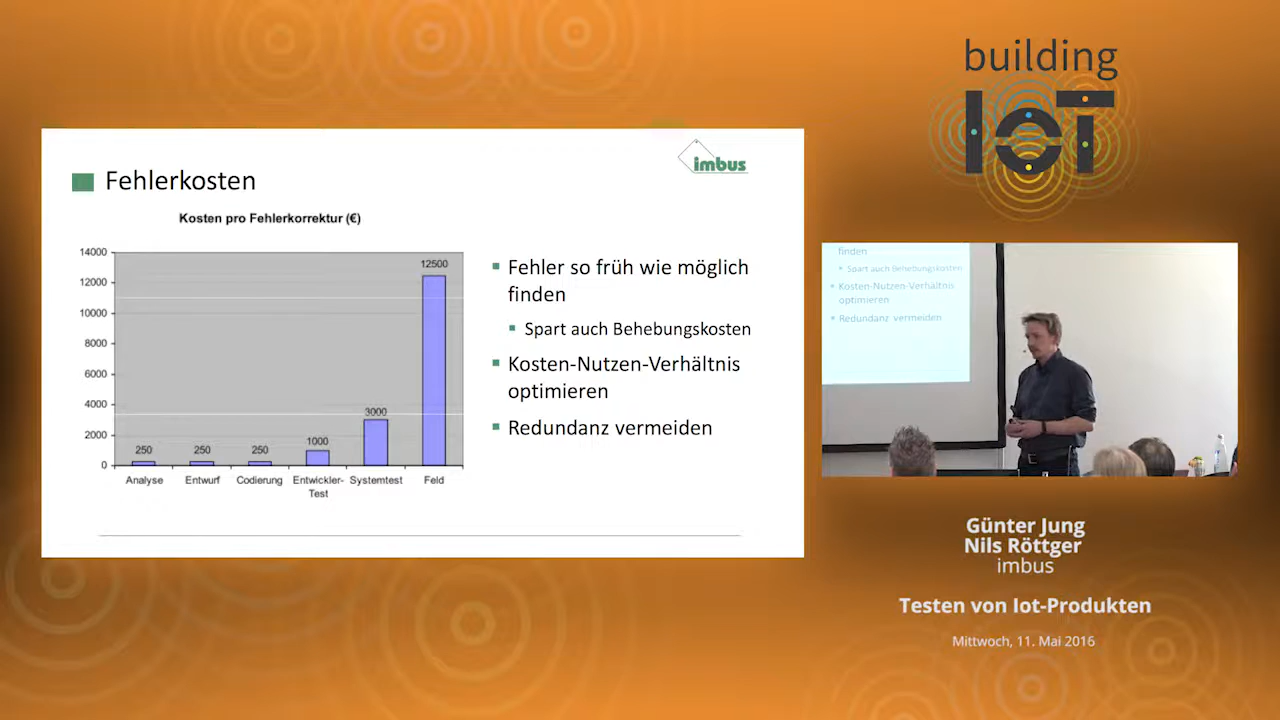 building
IoT
imbus
Fehlerkosten
Kosten pro Fehlerkorrektur (€)
14000
12000
10000
8000
6000
4000
2000
0
250
250
250
1000
3000
12500
Analyse
Entwurf
Codierung
Entwickler-
Test
Systemtest
Feld
Fehler so früh wie möglich
finden
Spart auch Behebungskosten
Kosten-Nutzen-Verhältnis
optimieren
Redundanz vermeiden
finden
Spart auch Behebungskosten
Kosten-Nutzen-Verhältnis
optimieren
Redundanz vermeiden
Günter Jung
Nils Röttger
imbus
Testen von Iot-Produkten
Mittwoch, 11. Mai 2016